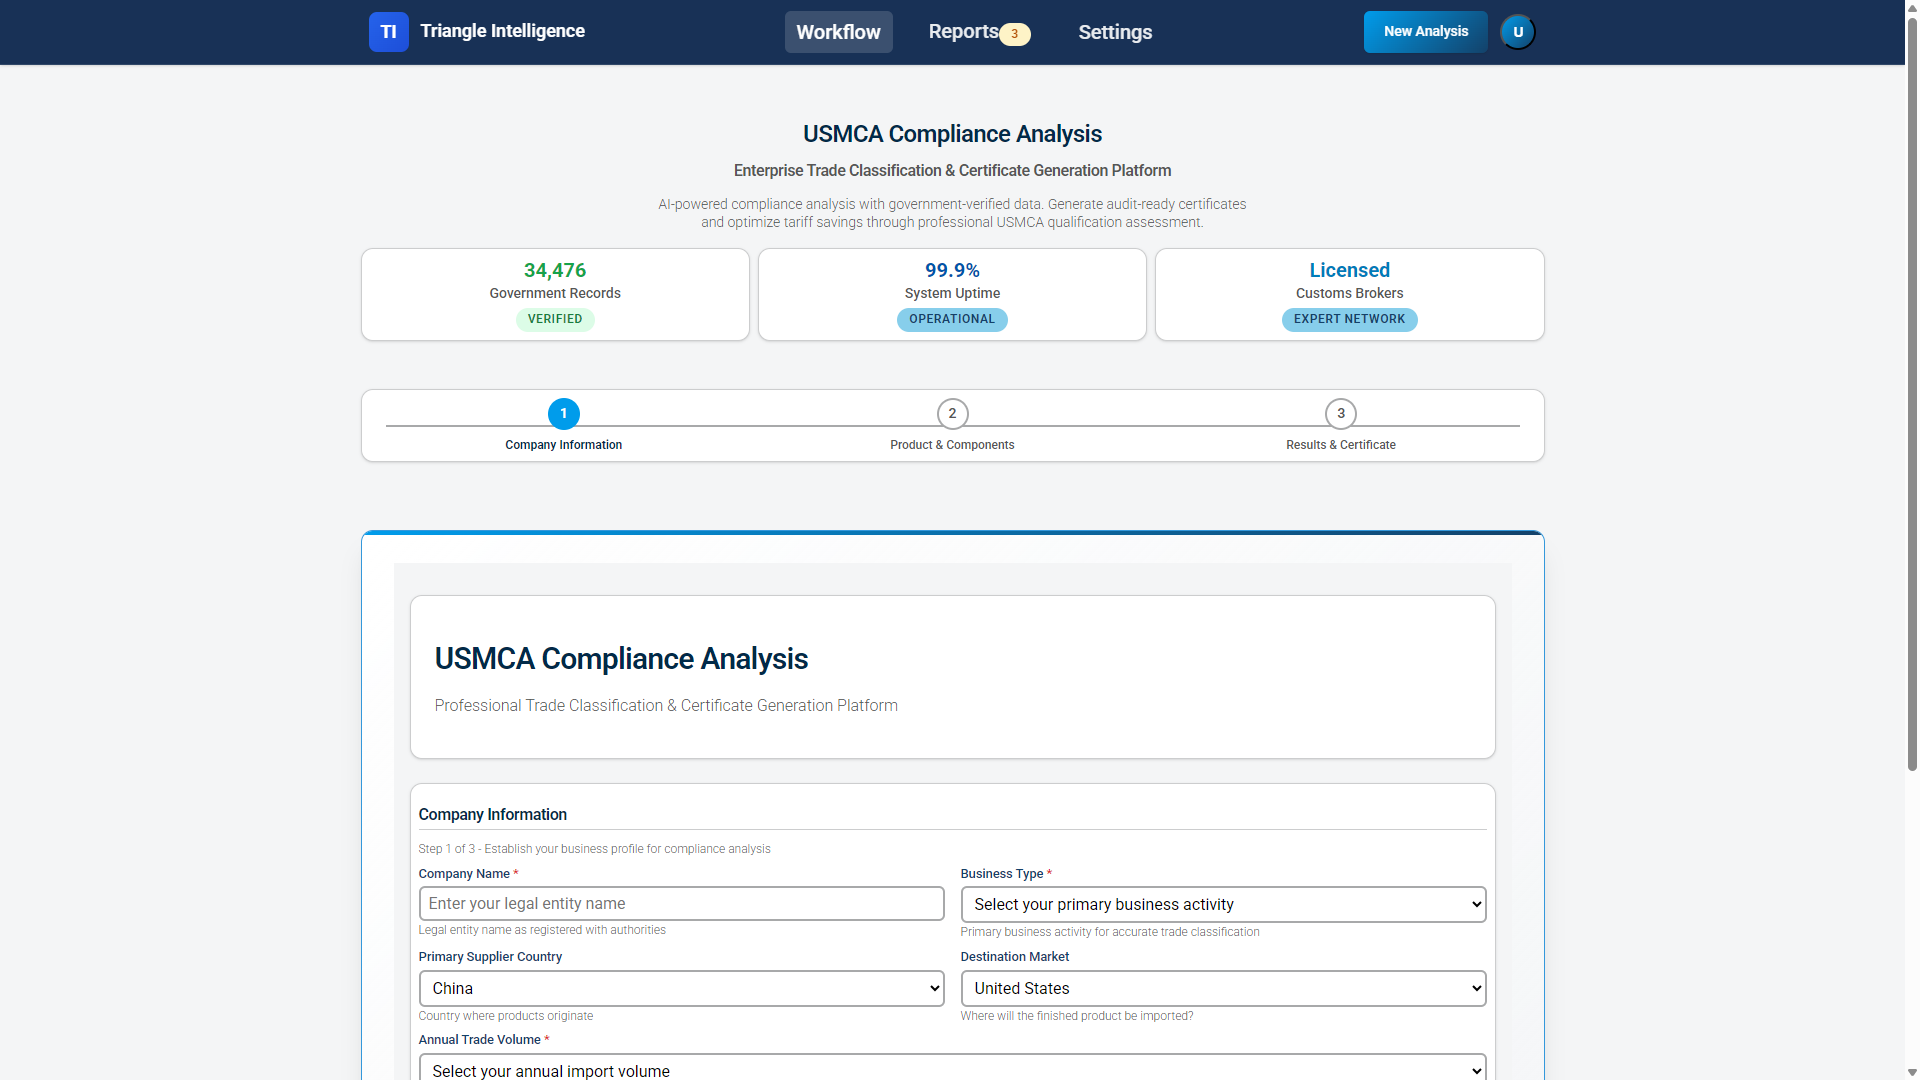 TI
Triangle Intelligence
Workflow
Reports 3
Settings
New Analysis
U
USMCA Compliance Analysis
Enterprise Trade Classification & Certificate Generation Platform
AI-powered compliance analysis with government-verified data. Generate audit-ready certificates
and optimize tariff savings through professional USMCA qualification assessment.
34,476
Government Records
VERIFIED
99.9%
System Uptime
OPERATIONAL
Licensed
Customs Brokers
EXPERT NETWORK
1
Company Information
2
Product & Components
3
Results & Certificate
USMCA Compliance Analysis
Professional Trade Classification & Certificate Generation Platform
Company Information
Step 1 of 3 - Establish your business profile for compliance analysis
Company Name *
Enter your legal entity name
Legal entity name as registered with authorities
Business Type *
Select your primary business activity
Primary business activity for accurate trade classification
Primary Supplier Country
China
Country where products originate
Destination Market
United States
Where will the finished product be imported?
Annual Trade Volume *
Select your annual import volume